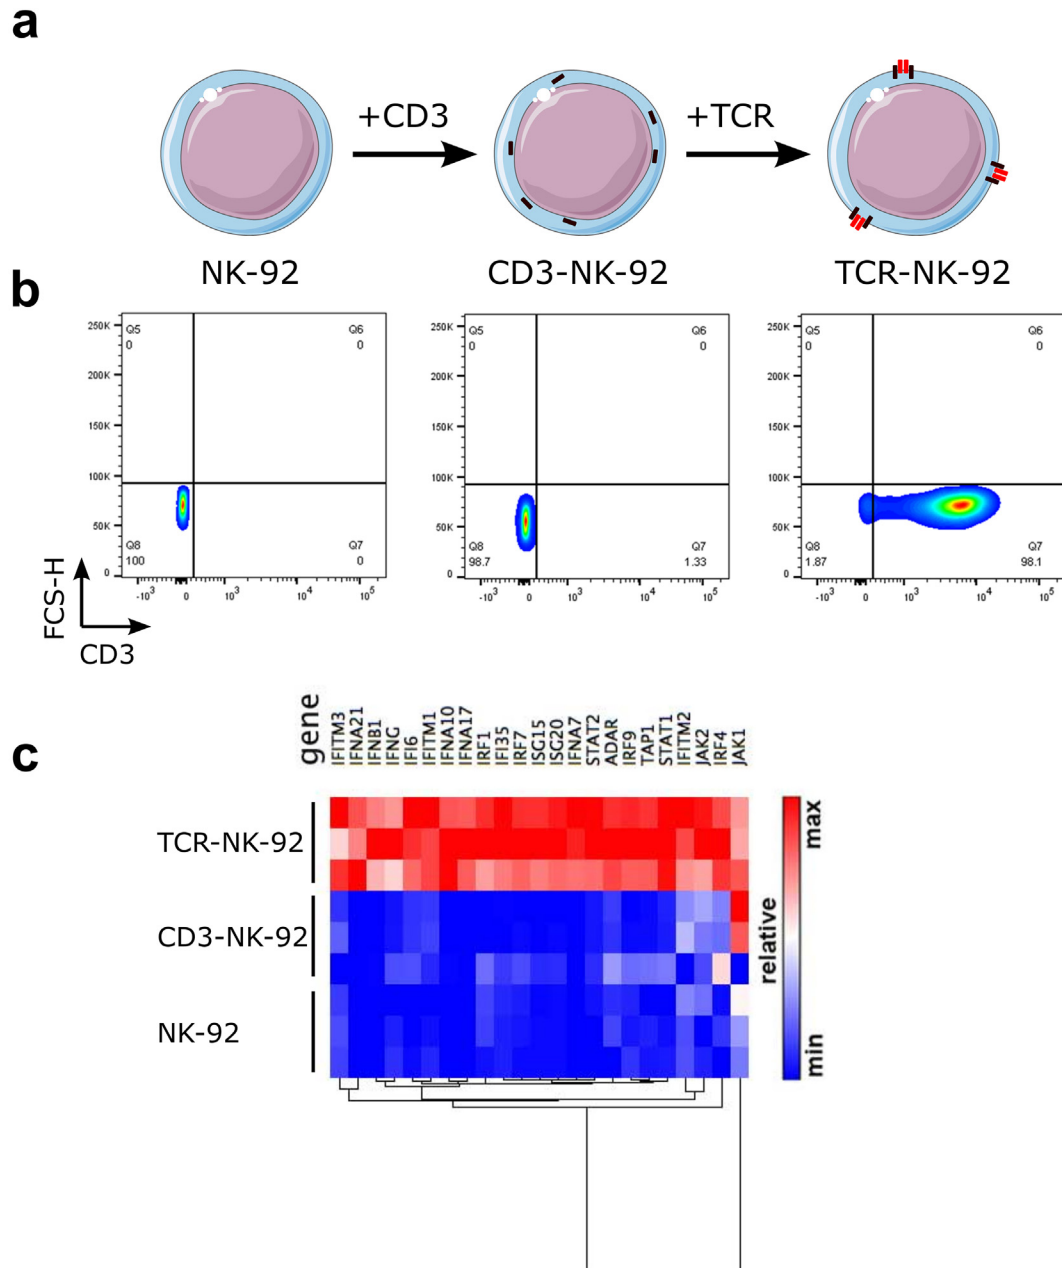 a
+CD3
+TCR
NK-92
CD3-NK-92
TCR-NK-92
b
250K
200K
150K
100K
50K
0
Q5
0
Q6
0
Q8
100
Q7
0
-10³
0
10³
10⁴
10⁵
250K
200K
150K
100K
50K
0
Q5
0
Q6
0
Q8
98.7
Q7
1.33
-10³
0
10³
10⁴
10⁵
250K
200K
150K
100K
50K
0
Q5
0
Q6
0
Q8
1.87
Q7
98.1
-10³
0
10³
10⁴
10⁵
FCS-H
CD3
c
gene
IFITM3
IFNA21
IFNB1
IFNG
IFI6
IFITM1
IFNA10
IFNA17
IRF1
IFI35
IRF7
ISG15
ISG20
IFNA7
STAT2
ADAR
IRF9
TAP1
STAT1
IFITM2
JAK2
IRF4
JAK1
TCR-NK-92
CD3-NK-92
NK-92
max
relative
min